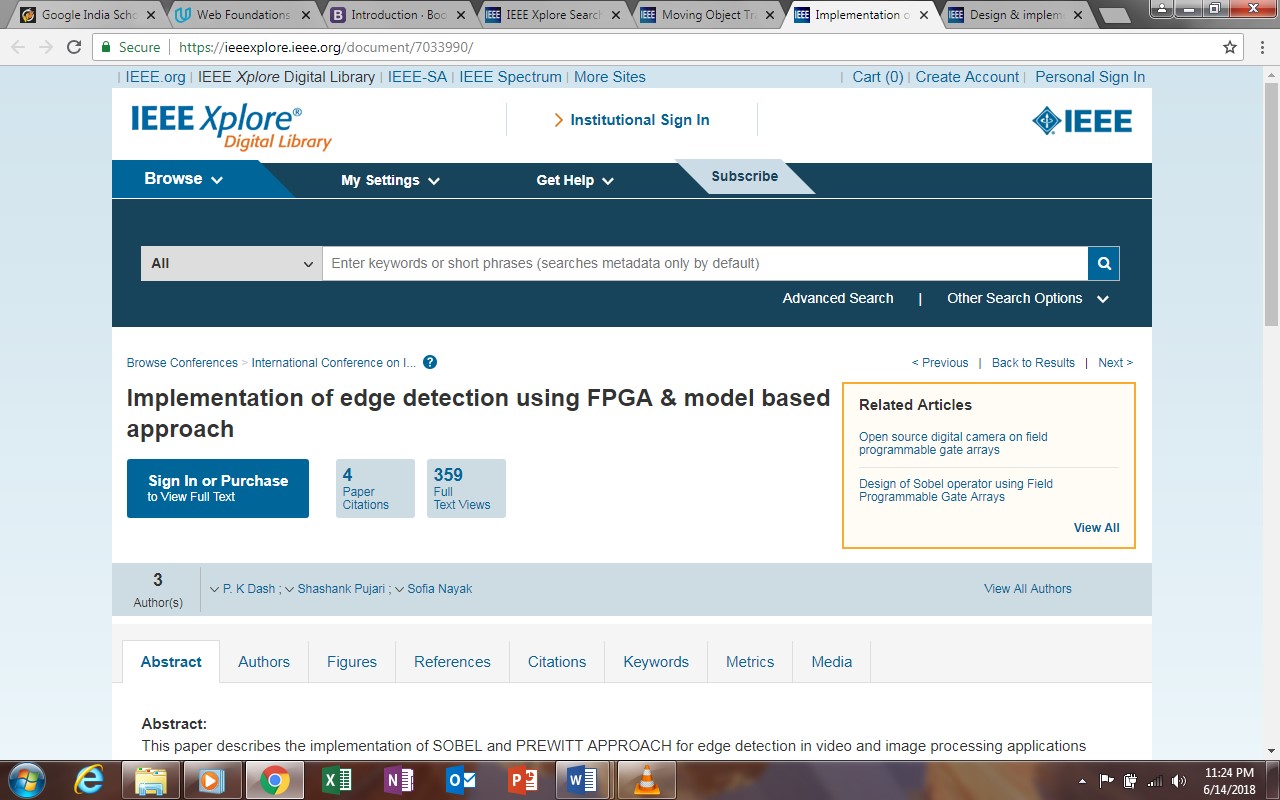 Google India Scho
Web Foundations
Introduction · Boo
IEEE Xplore Search
Moving Object Tr
Implementation o
Design & implem
Secure
https://ieeexplore.ieee.org/document/7033990/
IEEE.org | IEEE Xplore Digital Library | IEEE-SA | IEEE Spectrum | More Sites
Cart (0) | Create Account | Personal Sign In
IEEE Xplore®
Digital Library
Institutional Sign In
IEEE
Browse
My Settings
Get Help
Subscribe
All
Enter keywords or short phrases (searches metadata only by default)
Advanced Search | Other Search Options
Browse Conferences > International Conference on I... ?
< Previous | Back to Results | Next >
Implementation of edge detection using FPGA & model based
approach
Sign In or Purchase
to View Full Text
4
Paper
Citations
359
Full
Text Views
Related Articles
Open source digital camera on field
programmable gate arrays
Design of Sobel operator using Field
Programmable Gate Arrays
View All
3
Author(s)
P. K Dash ; Shashank Pujari ; Sofia Nayak
View All Authors
Abstract
Authors
Figures
References
Citations
Keywords
Metrics
Media
Abstract:
This paper describes the implementation of SOBEL and PREWITT APPROACH for edge detection in video and image processing applications
11:24 PM
6/14/2018